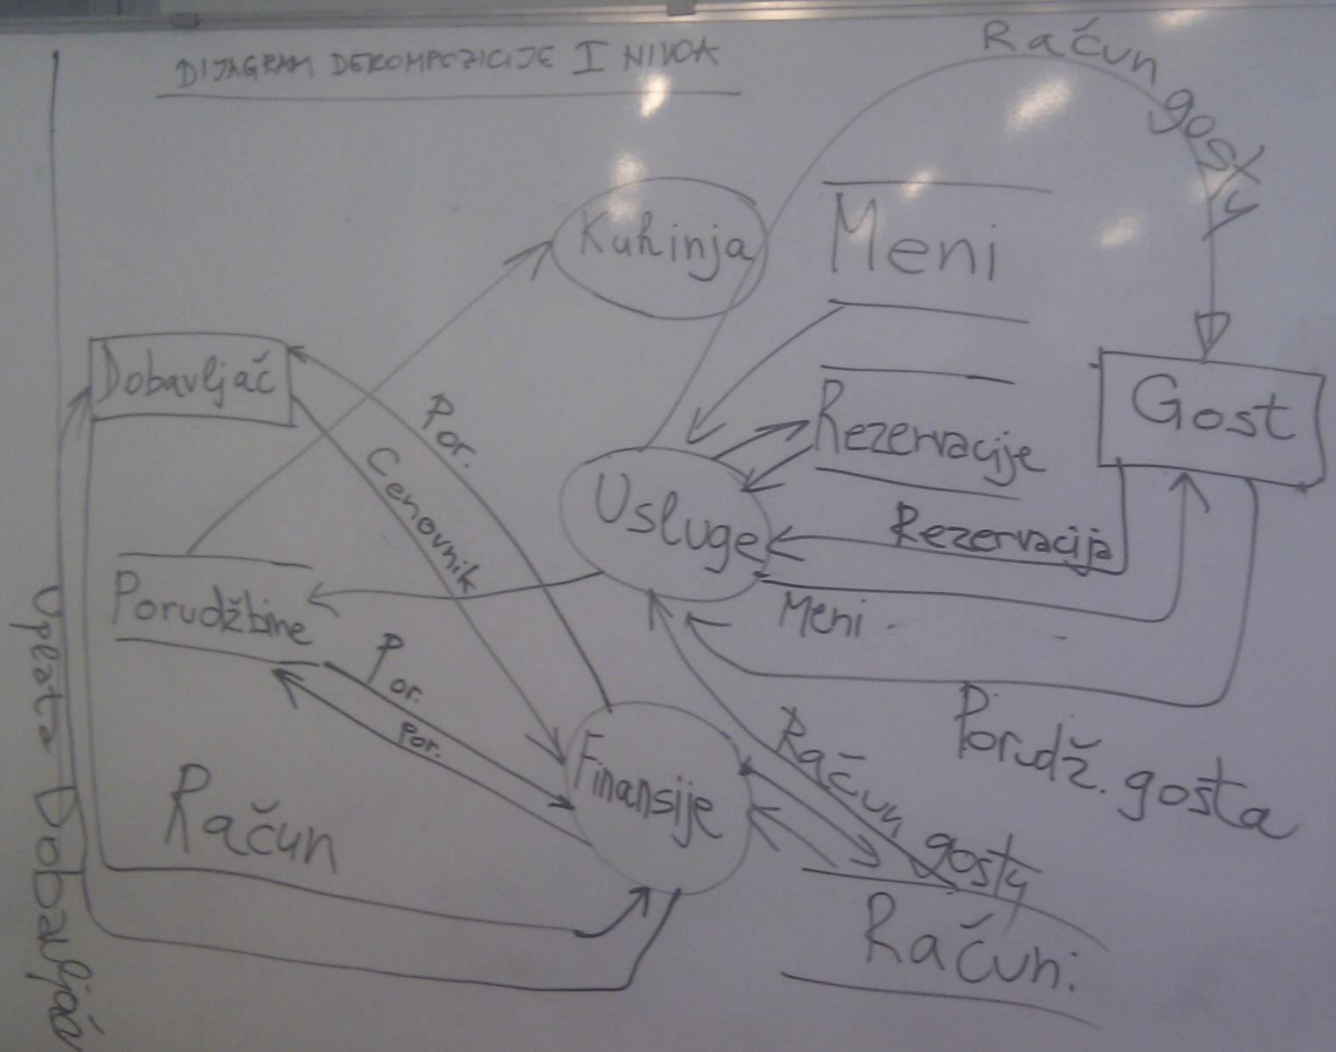 DIJAGRAM DEKOMPOZICIJE I NIVOA
Račun gostu
Kuhinja
Meni
Dobavljač
Por.
Cenovnik
Rezervacije
Gost
Usluge
Rezervacija
Meni
Porudžbine
Por.
Por.
Porudž. gosta
Finansije
Račun gostu
Račun
Računi
Uplata Dobavljač